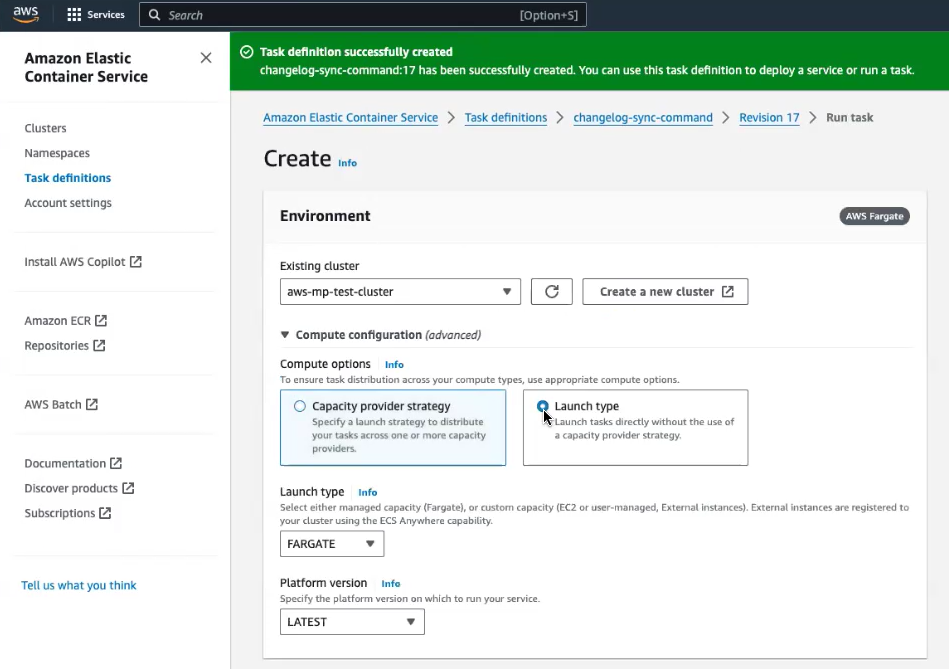 aws
Services
Search
[Option+S]
Amazon Elastic
Container Service
Clusters
Namespaces
Task definitions
Account settings
Install AWS Copilot
Amazon ECR
Repositories
AWS Batch
Documentation
Discover products
Subscriptions
Tell us what you think
Task definition successfully created
changelog-sync-command:17 has been successfully created. You can use this task definition to deploy a service or run a task.
Amazon Elastic Container Service
Task definitions
changelog-sync-command
Revision 17
Run task
Create Info
Environment
AWS Fargate
Existing cluster
aws-mp-test-cluster
Create a new cluster
Compute configuration (advanced)
Compute options Info
To ensure task distribution across your compute types, use appropriate compute options.
Capacity provider strategy
Specify a launch strategy to distribute
your tasks across one or more capacity
providers.
Launch type
Launch tasks directly without the use of
a capacity provider strategy.
Launch type Info
Select either managed capacity (Fargate), or custom capacity (EC2 or user-managed, External instances). External instances are registered to
your cluster using the ECS Anywhere capability.
FARGATE
Platform version Info
Specify the platform version on which to run your service.
LATEST